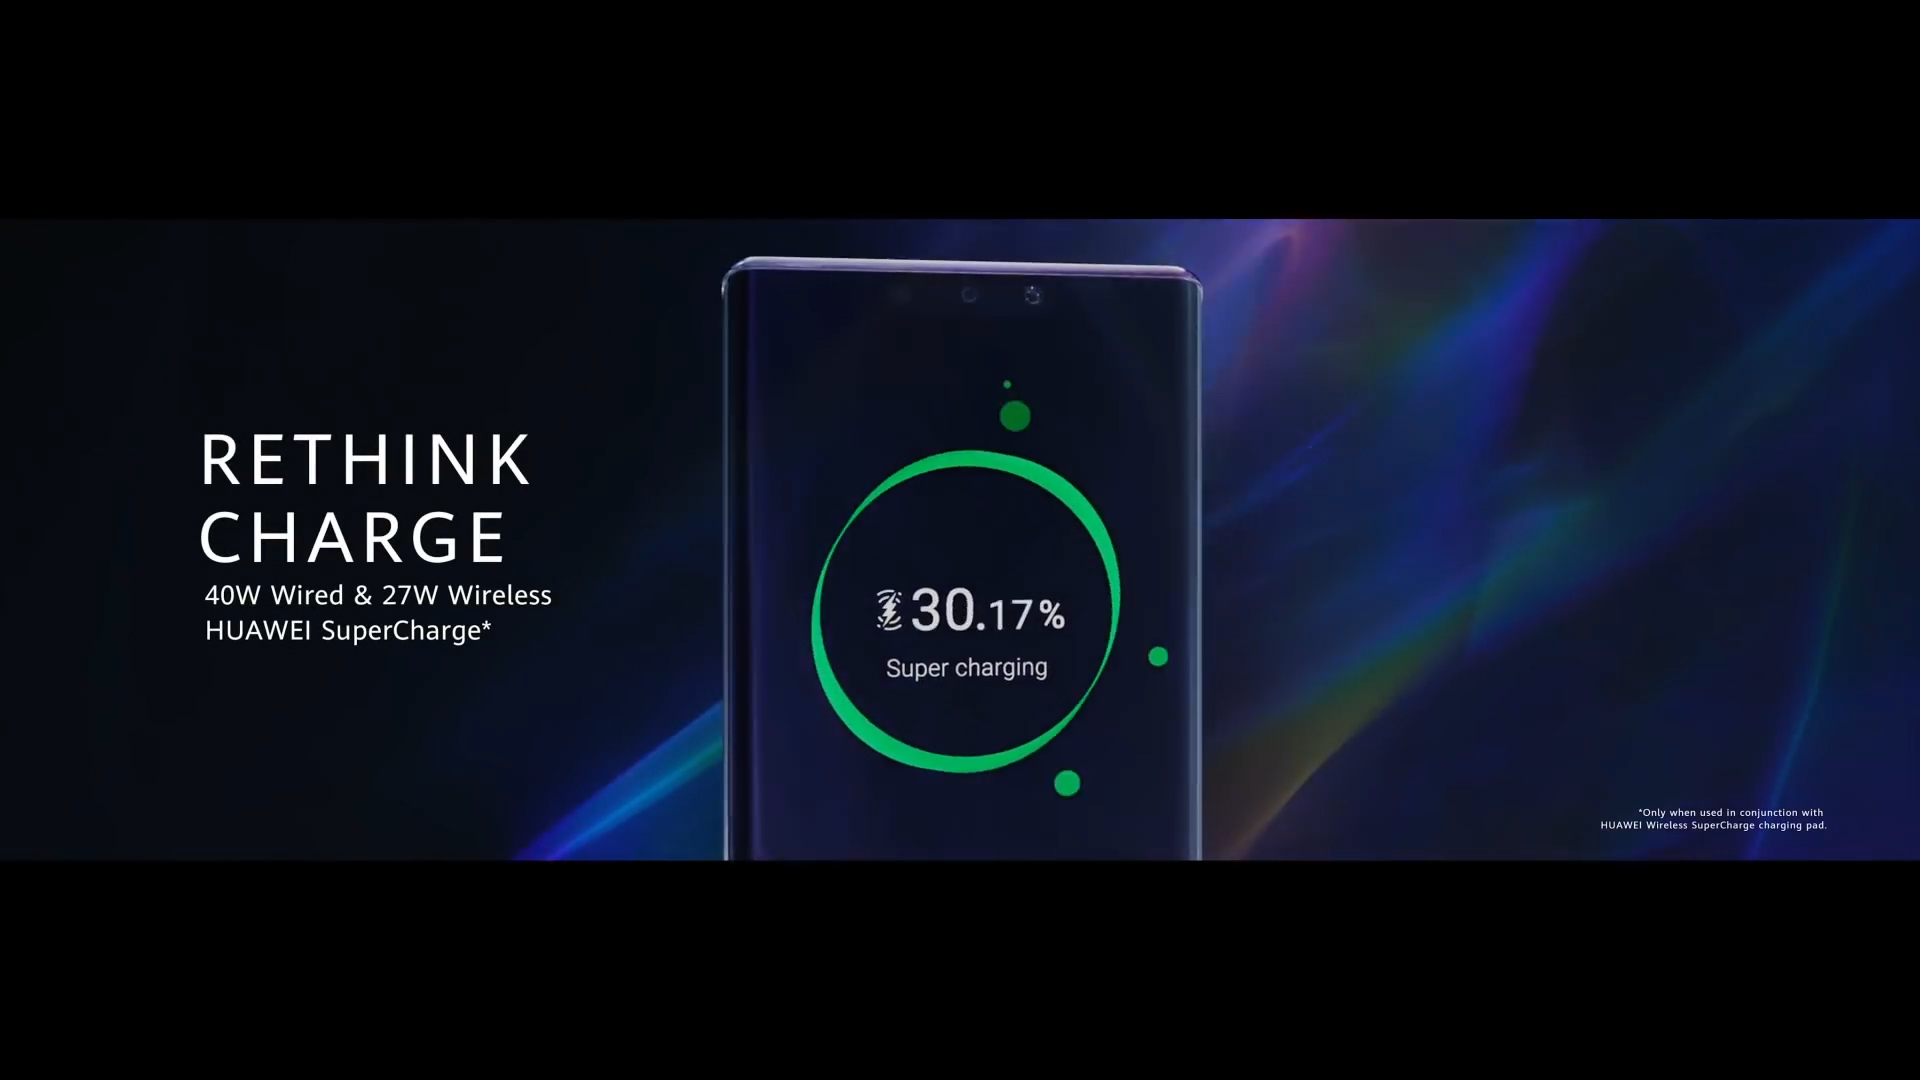 RETHINK
CHARGE
40W Wired & 27W Wireless
HUAWEI SuperCharge*
30.17%
Super charging
*Only when used in conjunction with
HUAWEI Wireless SuperCharge charging pad.